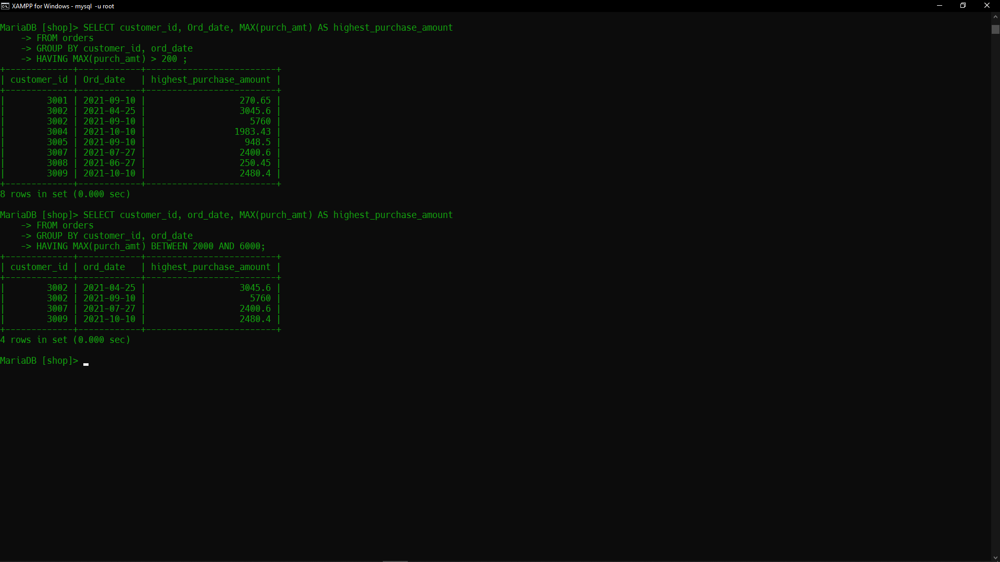 XAMPP for Windows - mysql  -u root
MariaDB [shop]> SELECT customer_id, Ord_date, MAX(purch_amt) AS highest_purchase_amount
    -> FROM orders
    -> GROUP BY customer_id, ord_date
    -> HAVING MAX(purch_amt) > 200 ;
+-------------+------------+-------------------------+
| customer_id | Ord_date   | highest_purchase_amount |
+-------------+------------+-------------------------+
|        3001 | 2021-09-10 |                  270.65 |
|        3002 | 2021-04-25 |                  3045.6 |
|        3002 | 2021-09-10 |                    5760 |
|        3004 | 2021-10-10 |                 1983.43 |
|        3005 | 2021-09-10 |                   948.5 |
|        3007 | 2021-07-27 |                  2400.6 |
|        3008 | 2021-06-27 |                  250.45 |
|        3009 | 2021-10-10 |                  2480.4 |
+-------------+------------+-------------------------+
8 rows in set (0.000 sec)
MariaDB [shop]> SELECT customer_id, ord_date, MAX(purch_amt) AS highest_purchase_amount
    -> FROM orders
    -> GROUP BY customer_id, ord_date
    -> HAVING MAX(purch_amt) BETWEEN 2000 AND 6000;
+-------------+------------+-------------------------+
| customer_id | ord_date   | highest_purchase_amount |
+-------------+------------+-------------------------+
|        3002 | 2021-04-25 |                  3045.6 |
|        3002 | 2021-09-10 |                    5760 |
|        3007 | 2021-07-27 |                  2400.6 |
|        3009 | 2021-10-10 |                  2480.4 |
+-------------+------------+-------------------------+
4 rows in set (0.000 sec)
MariaDB [shop]>